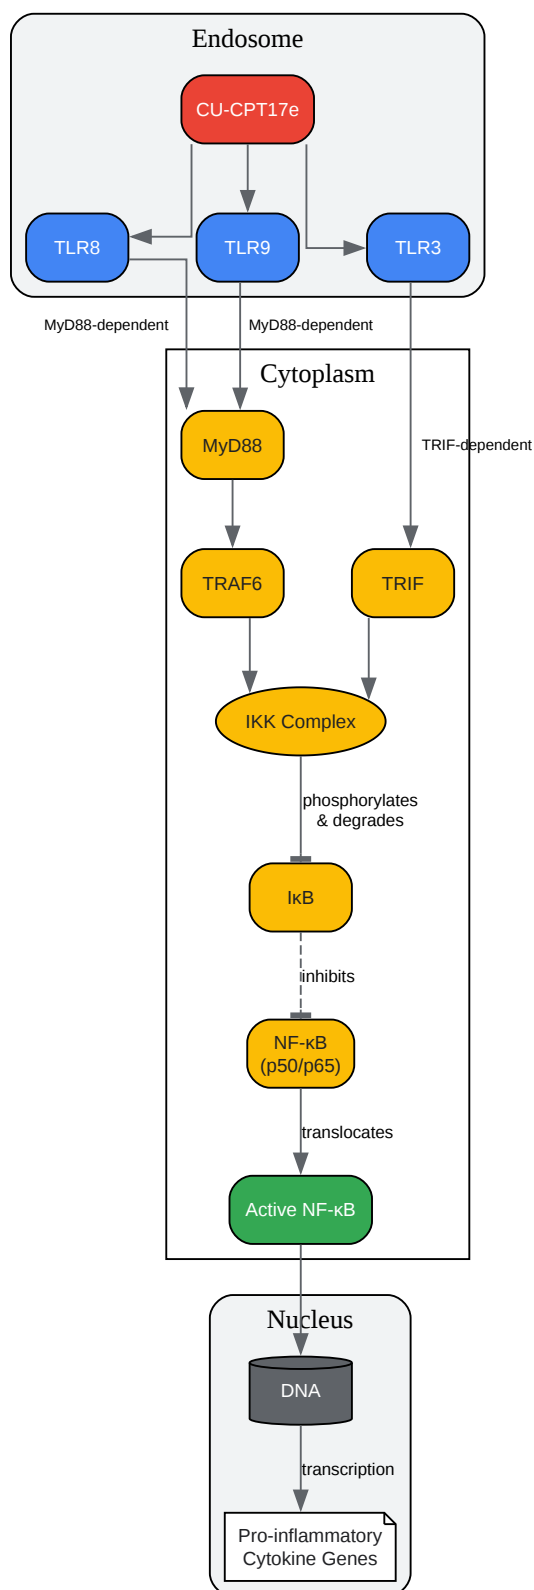 Endosome
CU-CPT17e
TLR8
TLR9
TLR3
MyD88-dependent
MyD88-dependent
Cytoplasm
MyD88
TRIF-dependent
TRAF6
TRIF
IKK Complex
phosphorylates
& degrades
IκB
inhibits
NF-κB
(p50/p65)
translocates
Active NF-κB
Nucleus
DNA
transcription
Pro-inflammatory
Cytokine Genes